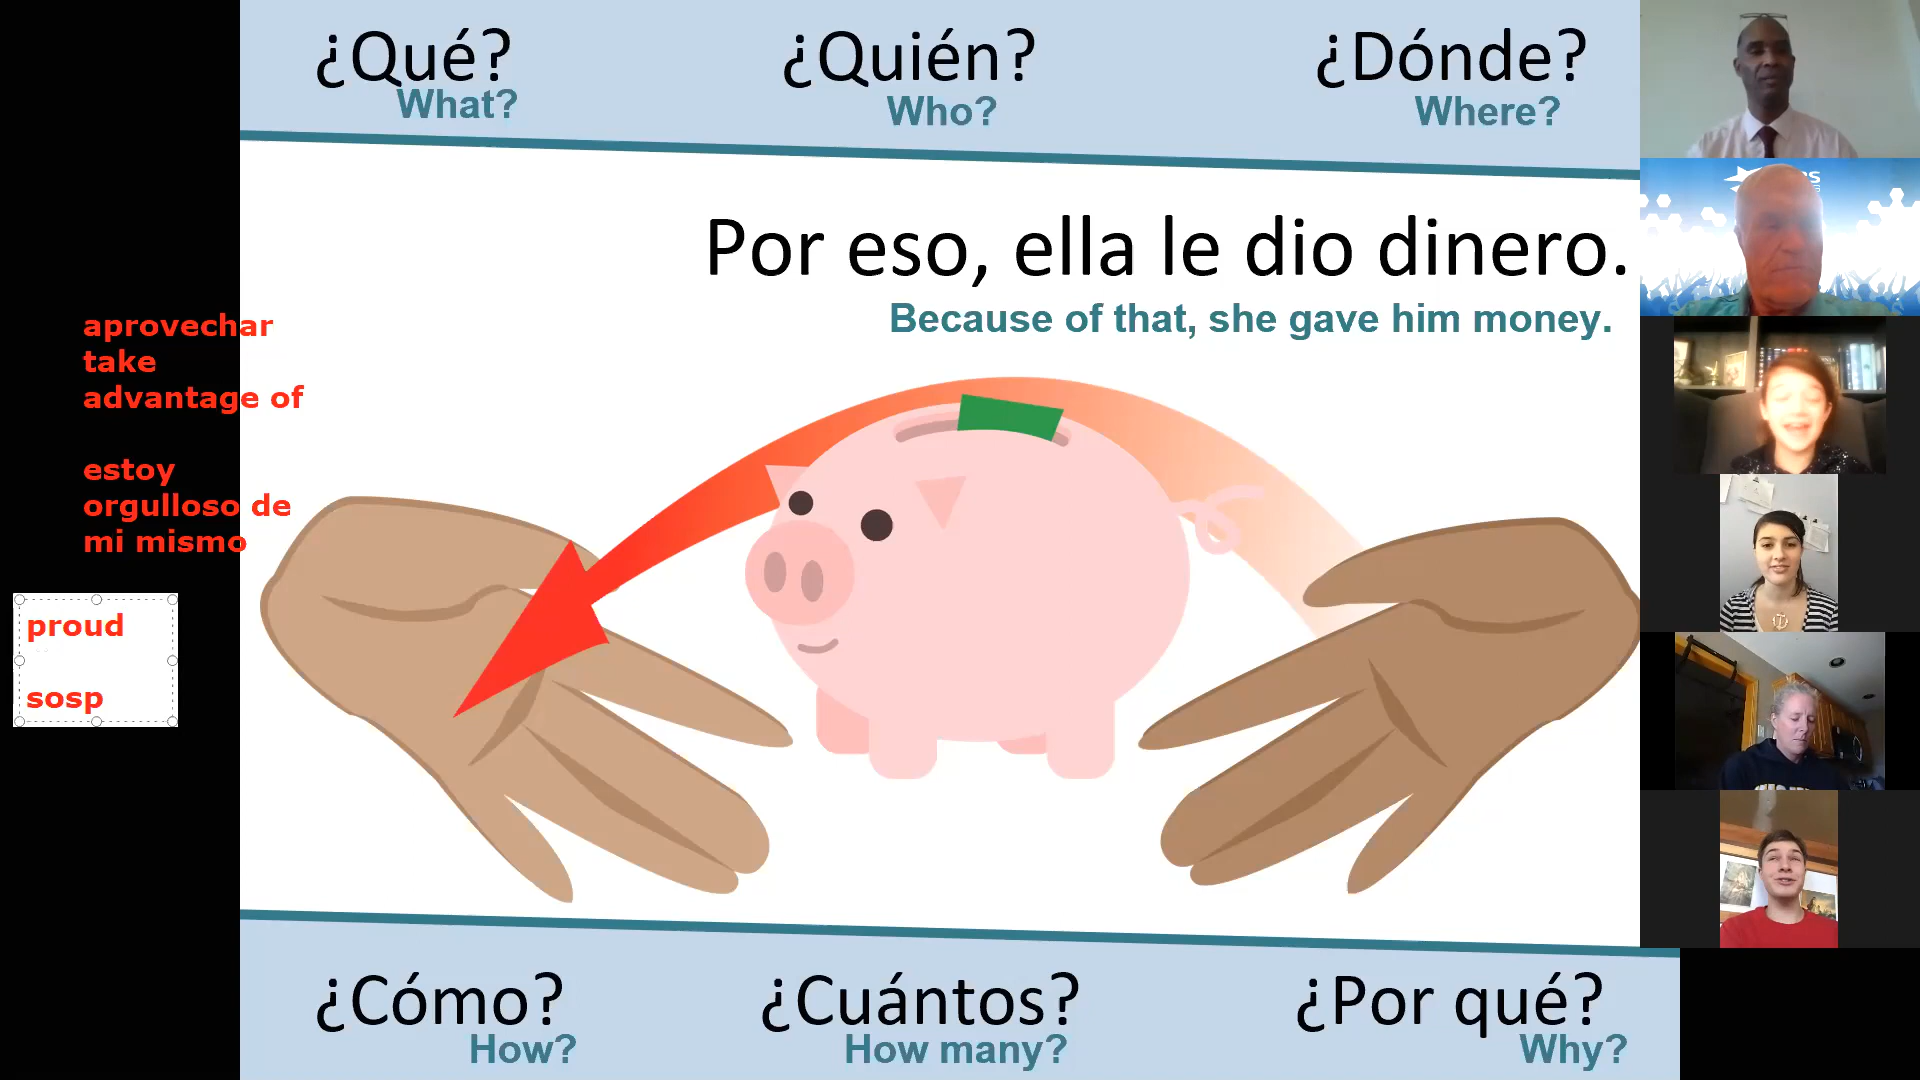 ¿Qué?
What?
¿Quién?
Who?
¿Dónde?
Where?
Por eso, ella le dio dinero.
Because of that, she gave him money.
aprovechar
take
advantage of
estoy
orgulloso de
mi mismo
proud
sosp
¿Cómo?
How?
¿Cuántos?
How many?
¿Por qué?
Why?